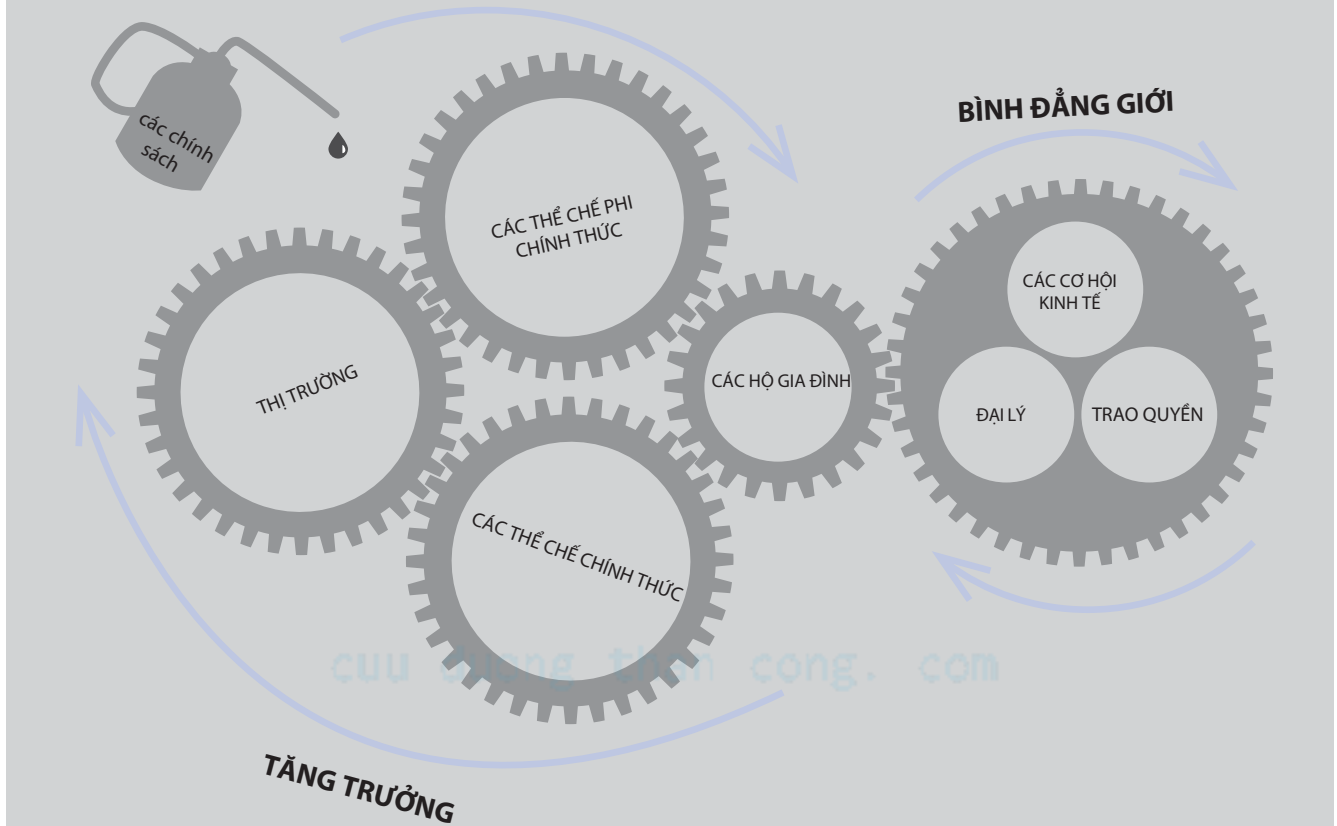 các chính
sách
BÌNH ĐẲNG GIỚI
CÁC THỂ CHẾ PHI
CHÍNH THỨC
CÁC CƠ HỘI
KINH TẾ
THỊ TRƯỜNG
CÁC HỘ GIA ĐÌNH
ĐẠI LÝ
TRAO QUYỀN
CÁC THỂ CHẾ CHÍNH THỨC
cuu duong than cong. com
TĂNG TRƯỞNG